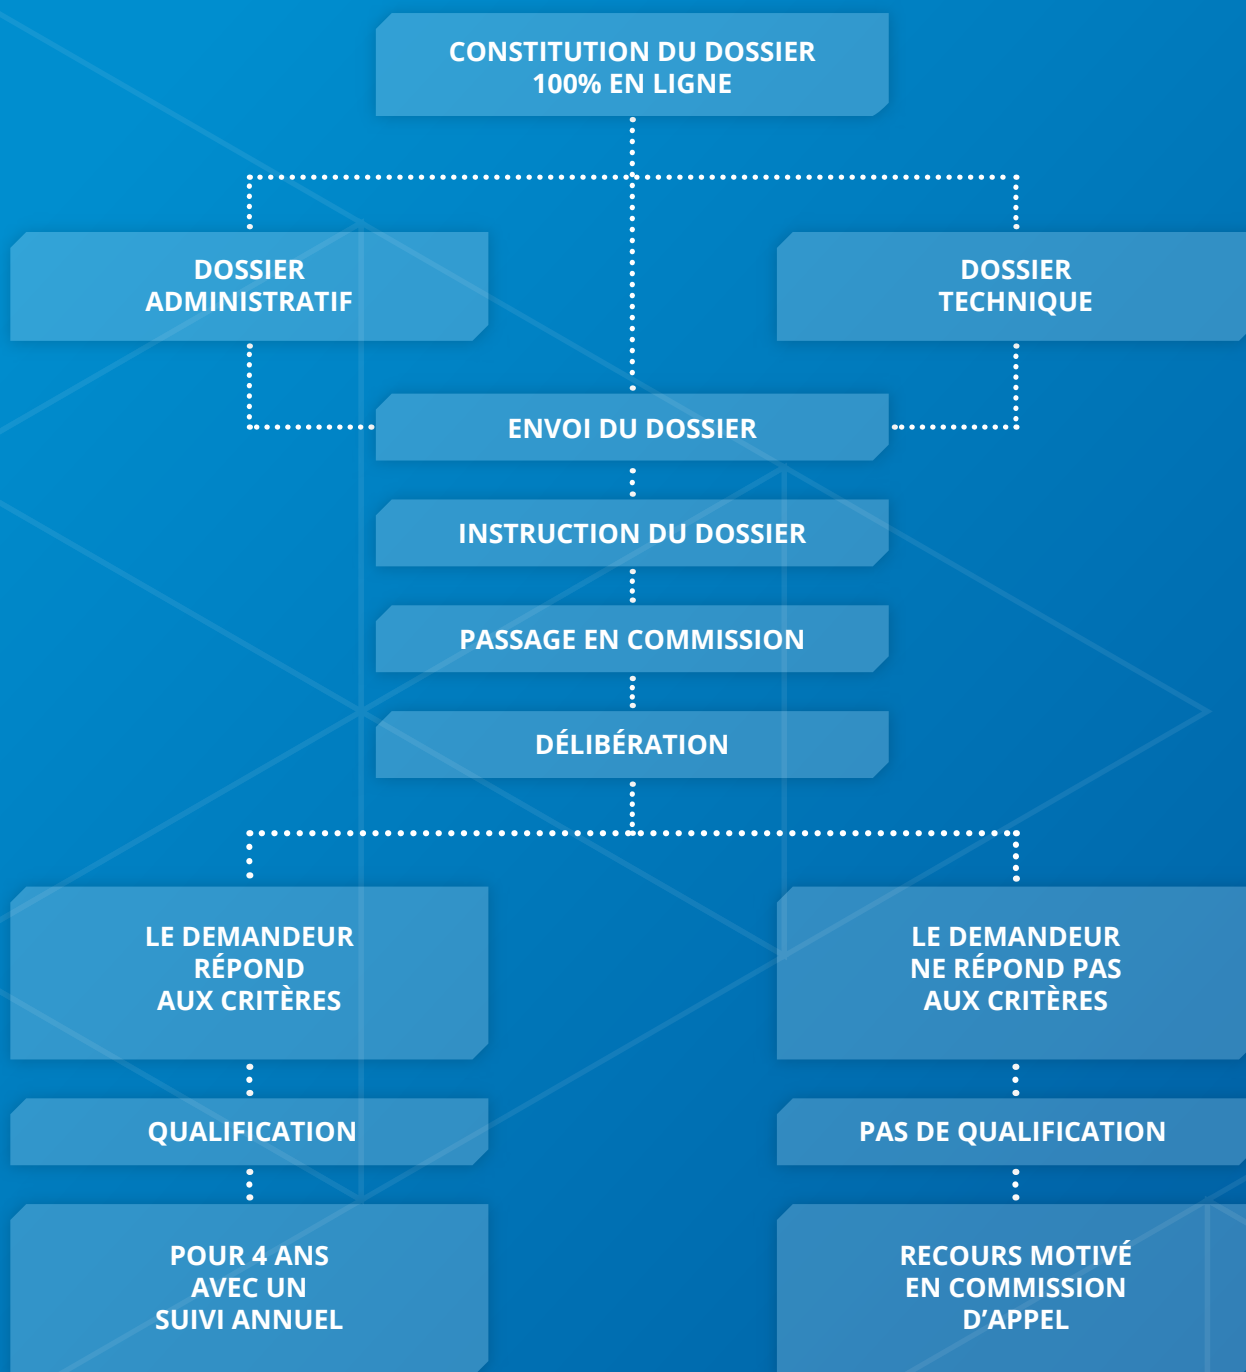 CONSTITUTION DU DOSSIER
100% EN LIGNE
DOSSIER
ADMINISTRATIF
DOSSIER
TECHNIQUE
ENVOI DU DOSSIER
INSTRUCTION DU DOSSIER
PASSAGE EN COMMISSION
DÉLIBÉRATION
LE DEMANDEUR
RÉPOND
AUX CRITÈRES
LE DEMANDEUR
NE RÉPOND PAS
AUX CRITÈRES
QUALIFICATION
PAS DE QUALIFICATION
POUR 4 ANS
AVEC UN
SUIVI ANNUEL
RECOURS MOTIVÉ
EN COMMISSION
D’APPEL